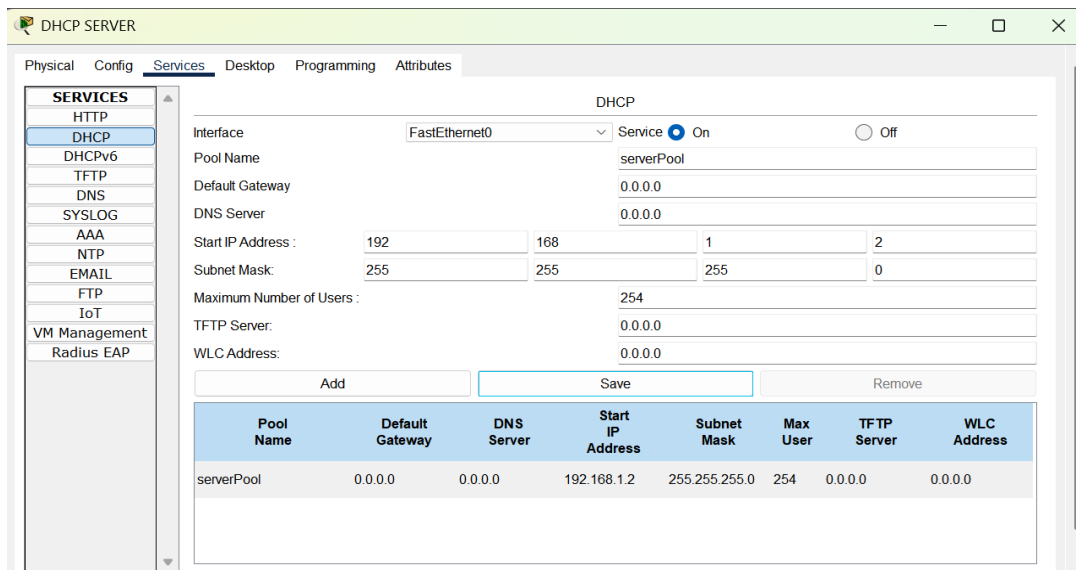 DHCP SERVER
Physical Config Services Desktop Programming Attributes
SERVICES
HTTP
DHCP
DHCPv6
TFTP
DNS
SYSLOG
AAA
NTP
EMAIL
FTP
IoT
VM Management
Radius EAP
DHCP
Interface FastEthernet0 Service On Off
Pool Name serverPool
Default Gateway 0.0.0.0
DNS Server 0.0.0.0
Start IP Address : 192 168 1 2
Subnet Mask: 255 255 255 0
Maximum Number of Users : 254
TFTP Server: 0.0.0.0
WLC Address: 0.0.0.0
Add Save Remove
Pool Name Default Gateway DNS Server Start IP Address Subnet Mask Max User TFTP Server WLC Address
serverPool 0.0.0.0 0.0.0.0 192.168.1.2 255.255.255.0 254 0.0.0.0 0.0.0.0